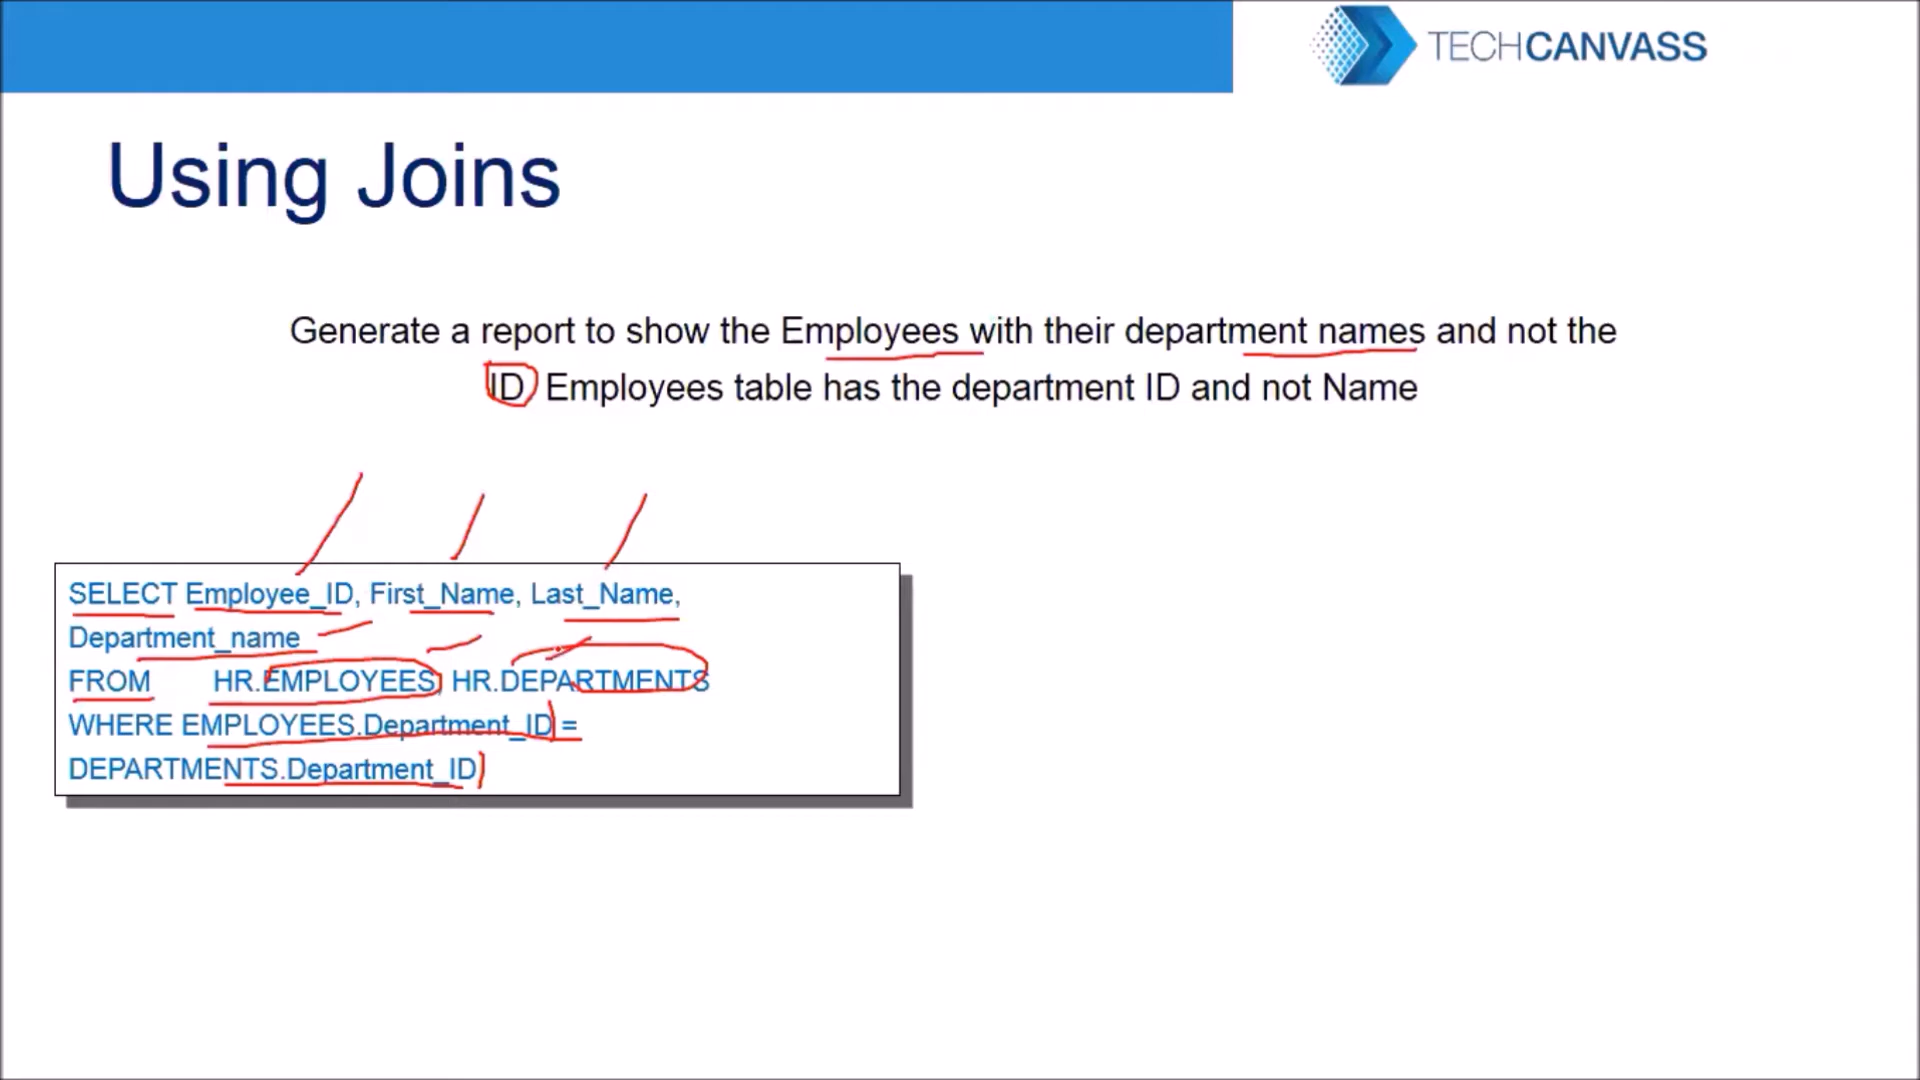 TECHCANVASS
Using Joins
Generate a report to show the Employees with their department names and not the
ID Employees table has the department ID and not Name
SELECT Employee_ID, First_Name, Last_Name,
Department_name
FROM HR.EMPLOYEES, HR.DEPARTMENTS
WHERE EMPLOYEES.Department_ID =
DEPARTMENTS.Department_ID